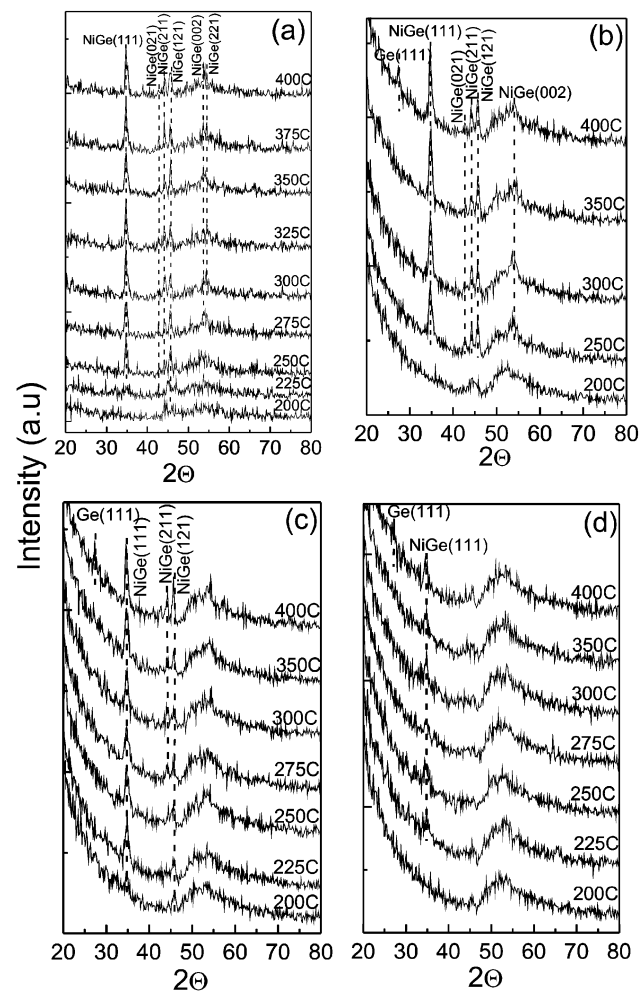 (a)
NiGe(111)
NiGe(021)
NiGe(211)
NiGe(121)
NiGe(002)
NiGe(221)
400C
375C
350C
325C
300C
275C
250C
225C
200C
20 30 40 50 60 70 80
2Θ
(b)
NiGe(111)
Ge(111)
NiGe(021)
NiGe(211)
NiGe(121)
NiGe(002)
400C
350C
300C
250C
200C
20 30 40 50 60 70 80
2Θ
Intensity (a.u)
(c)
Ge(111)
NiGe(111)
NiGe(211)
NiGe(121)
400C
350C
300C
275C
250C
225C
200C
20 30 40 50 60 70 80
2Θ
(d)
Ge(111)
NiGe(111)
400C
350C
300C
275C
250C
225C
200C
20 30 40 50 60 70 80
2Θ